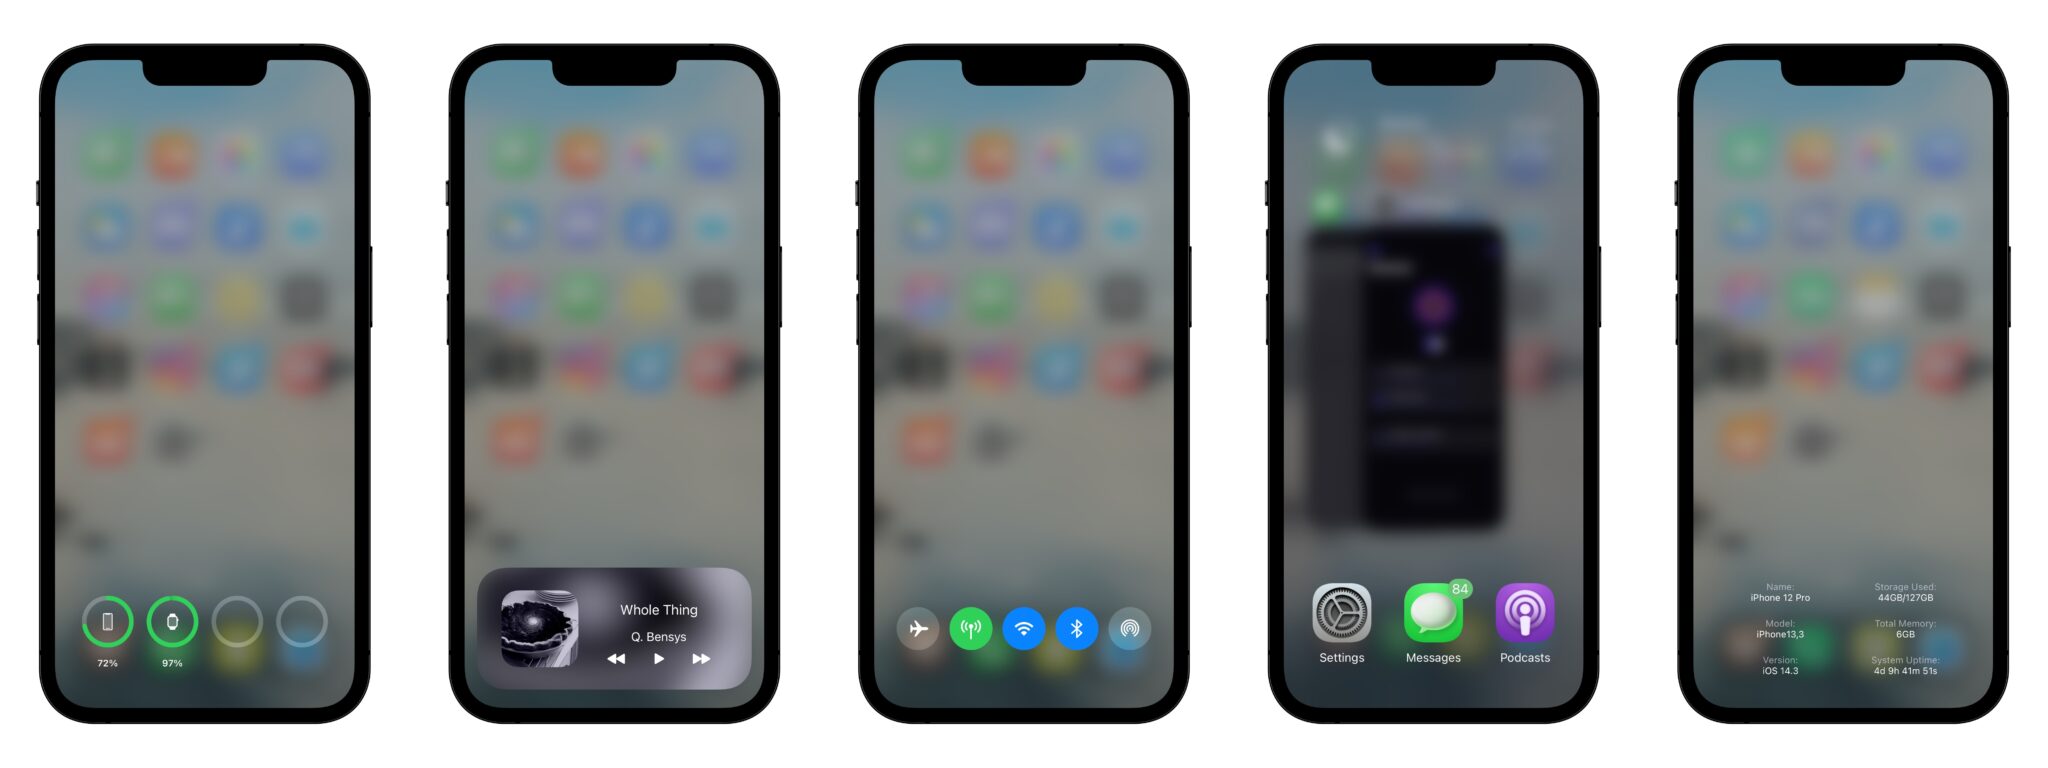 72%
97%
Whole Thing
Q. Bensys
84
Settings
Messages
Podcasts
Name:
iPhone 12 Pro
Storage Used:
44GB/127GB
Model:
iPhone13,3
Total Memory:
6GB
Version:
iOS 14.3
System Uptime:
4d 9h 41m 51s